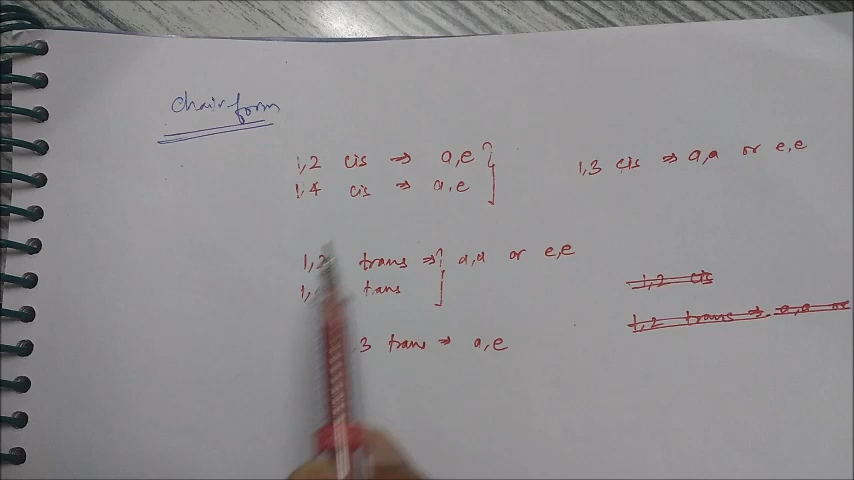 chair form
1,2 cis ⇒ a,e }
1,4 cis ⇒ a,e
1,3 cis ⇒ a,a or e,e
1,2 trans ⇒ } a,a or e,e
1, trans
3 trans ⇒ a,e
1,2 cis
1,2 trans ⇒ a,a or